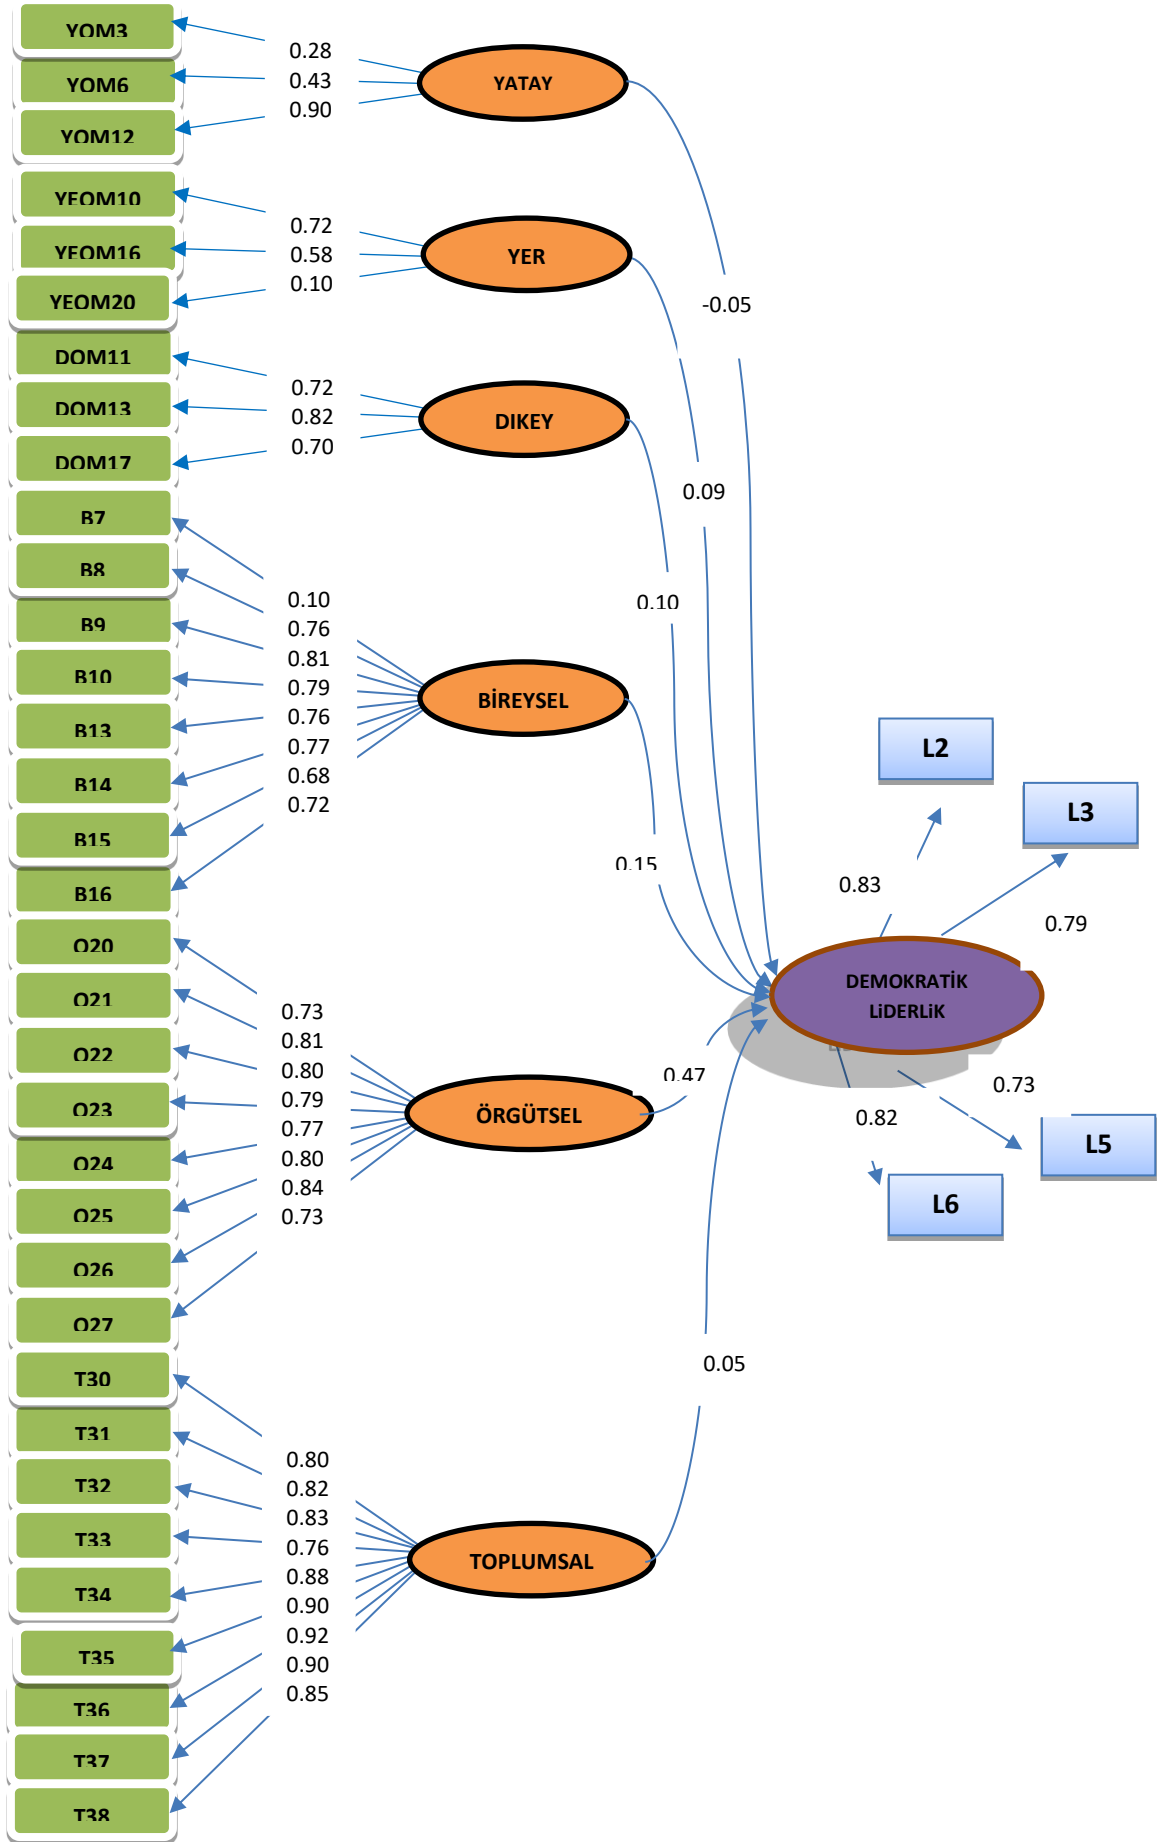 YOM3
YOM6
YOM12
0.28
0.43
0.90
YATAY
YEOM10
YEOM16
YEOM20
0.72
0.58
0.10
YER
-0.05
DOM11
DOM13
DOM17
0.72
0.82
0.70
DIKEY
0.09
B7
B8
B9
B10
B13
B14
B15
B16
0.10
0.76
0.81
0.79
0.76
0.77
0.68
0.72
BİREYSEL
0.10
0.15
L2
L3
0.83
0.79
DEMOKRATİK
LİDERLİK
O20
O21
O22
O23
O24
O25
O26
O27
0.73
0.81
0.80
0.79
0.77
0.80
0.84
0.73
ÖRGÜTSEL
0.47
0.73
0.82
L5
L6
T30
T31
T32
T33
T34
T35
T36
T37
T38
0.80
0.82
0.83
0.76
0.88
0.90
0.92
0.90
0.85
TOPLUMSAL
0.05